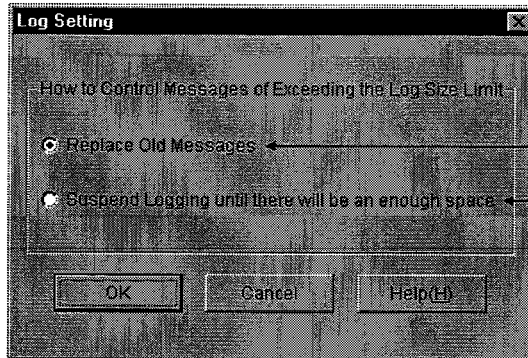 Log Setting
How to Control Messages of Exceeding the Log Size Limit
Replace Old Messages
Suspend Logging until there will be an enough space
OK
Cancel
Help(H)